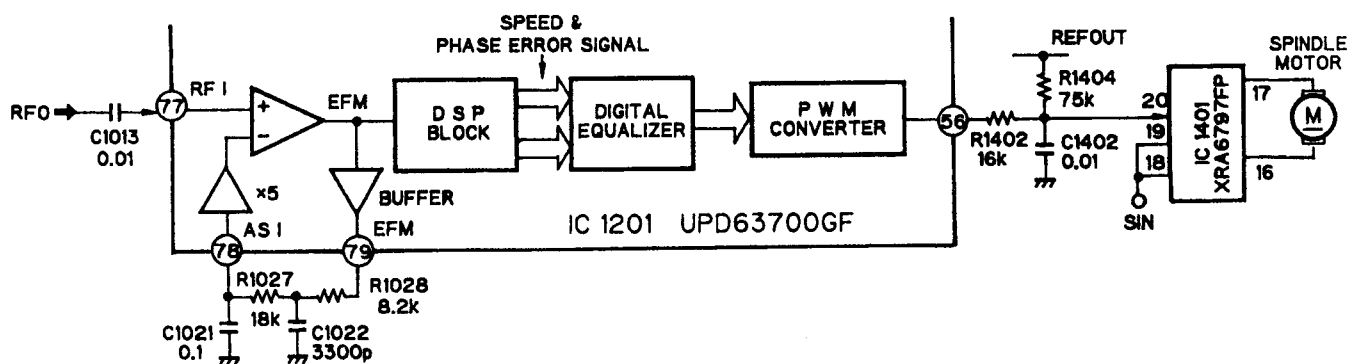 SPEED &
PHASE ERROR SIGNAL
REFOUT
SPINDLE
MOTOR
RFO
C1013
0.01
77
RF I
+
−
EFM
D S P
BLOCK
DIGITAL
EQUALIZER
P W M
CONVERTER
56
R1402
16k
R1404
75k
C1402
0.01
20
19
18
IC 1401
XRA6797FP
17
16
M
SIN
×5
BUFFER
AS I
EFM
IC 1201 UPD63700GF
78
79
R1027
18k
R1028
8.2k
C1021
0.1
C1022
3300p